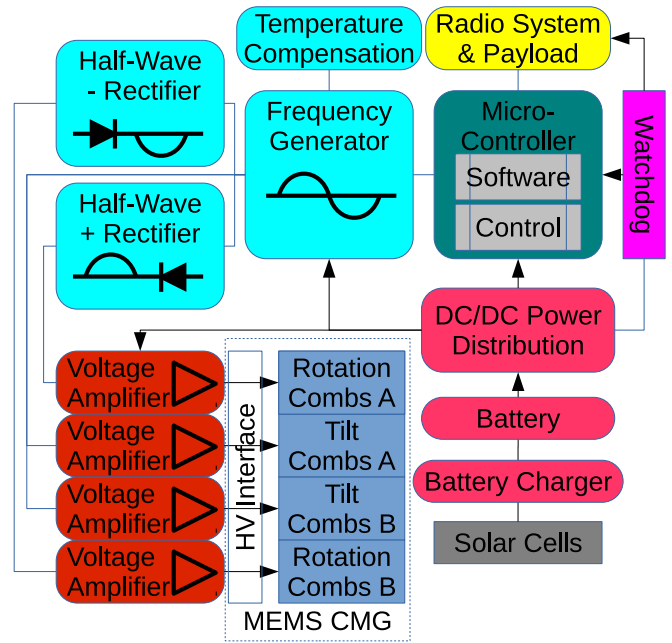 Half-Wave
- Rectifier
Temperature
Compensation
Radio System
& Payload
Frequency
Generator
Micro-
Controller
Software
Control
Watchdog
Half-Wave
+ Rectifier
DC/DC Power
Distribution
Battery
Battery Charger
Solar Cells
Voltage
Amplifier
Voltage
Amplifier
Voltage
Amplifier
Voltage
Amplifier
HV Interface
Rotation
Combs A
Tilt
Combs A
Tilt
Combs B
Rotation
Combs B
MEMS CMG